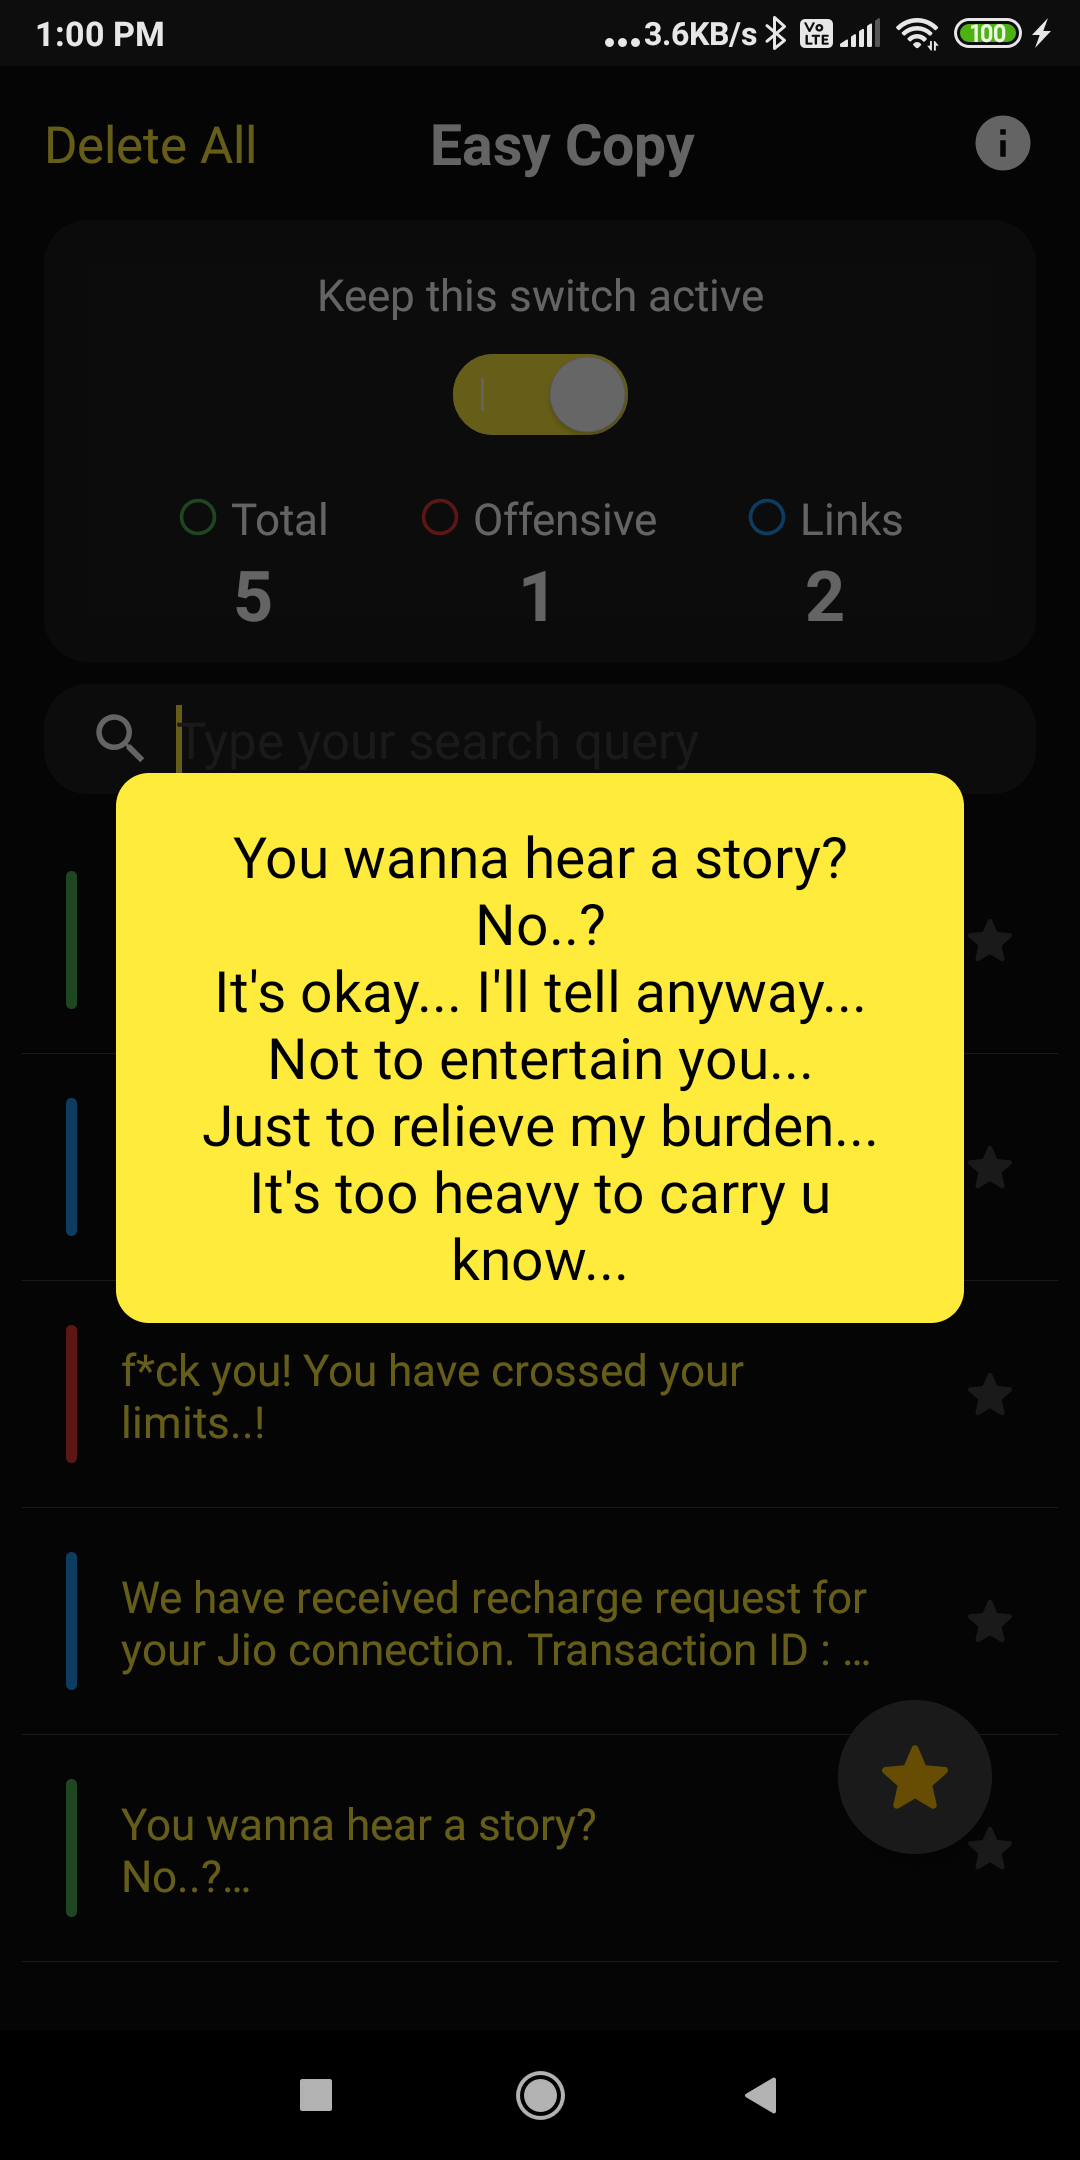 1:00 PM
...3.6KB/s
Vo
LTE
100
Delete All
Easy Copy
Keep this switch active
Total
Offensive
Links
5
1
2
Type your search query
You wanna hear a story?
No..?
It's okay... I'll tell anyway...
Not to entertain you...
Just to relieve my burden...
It's too heavy to carry u
know...
f*ck you! You have crossed your
limits..!
We have received recharge request for
your Jio connection. Transaction ID : ...
You wanna hear a story?
No..?...